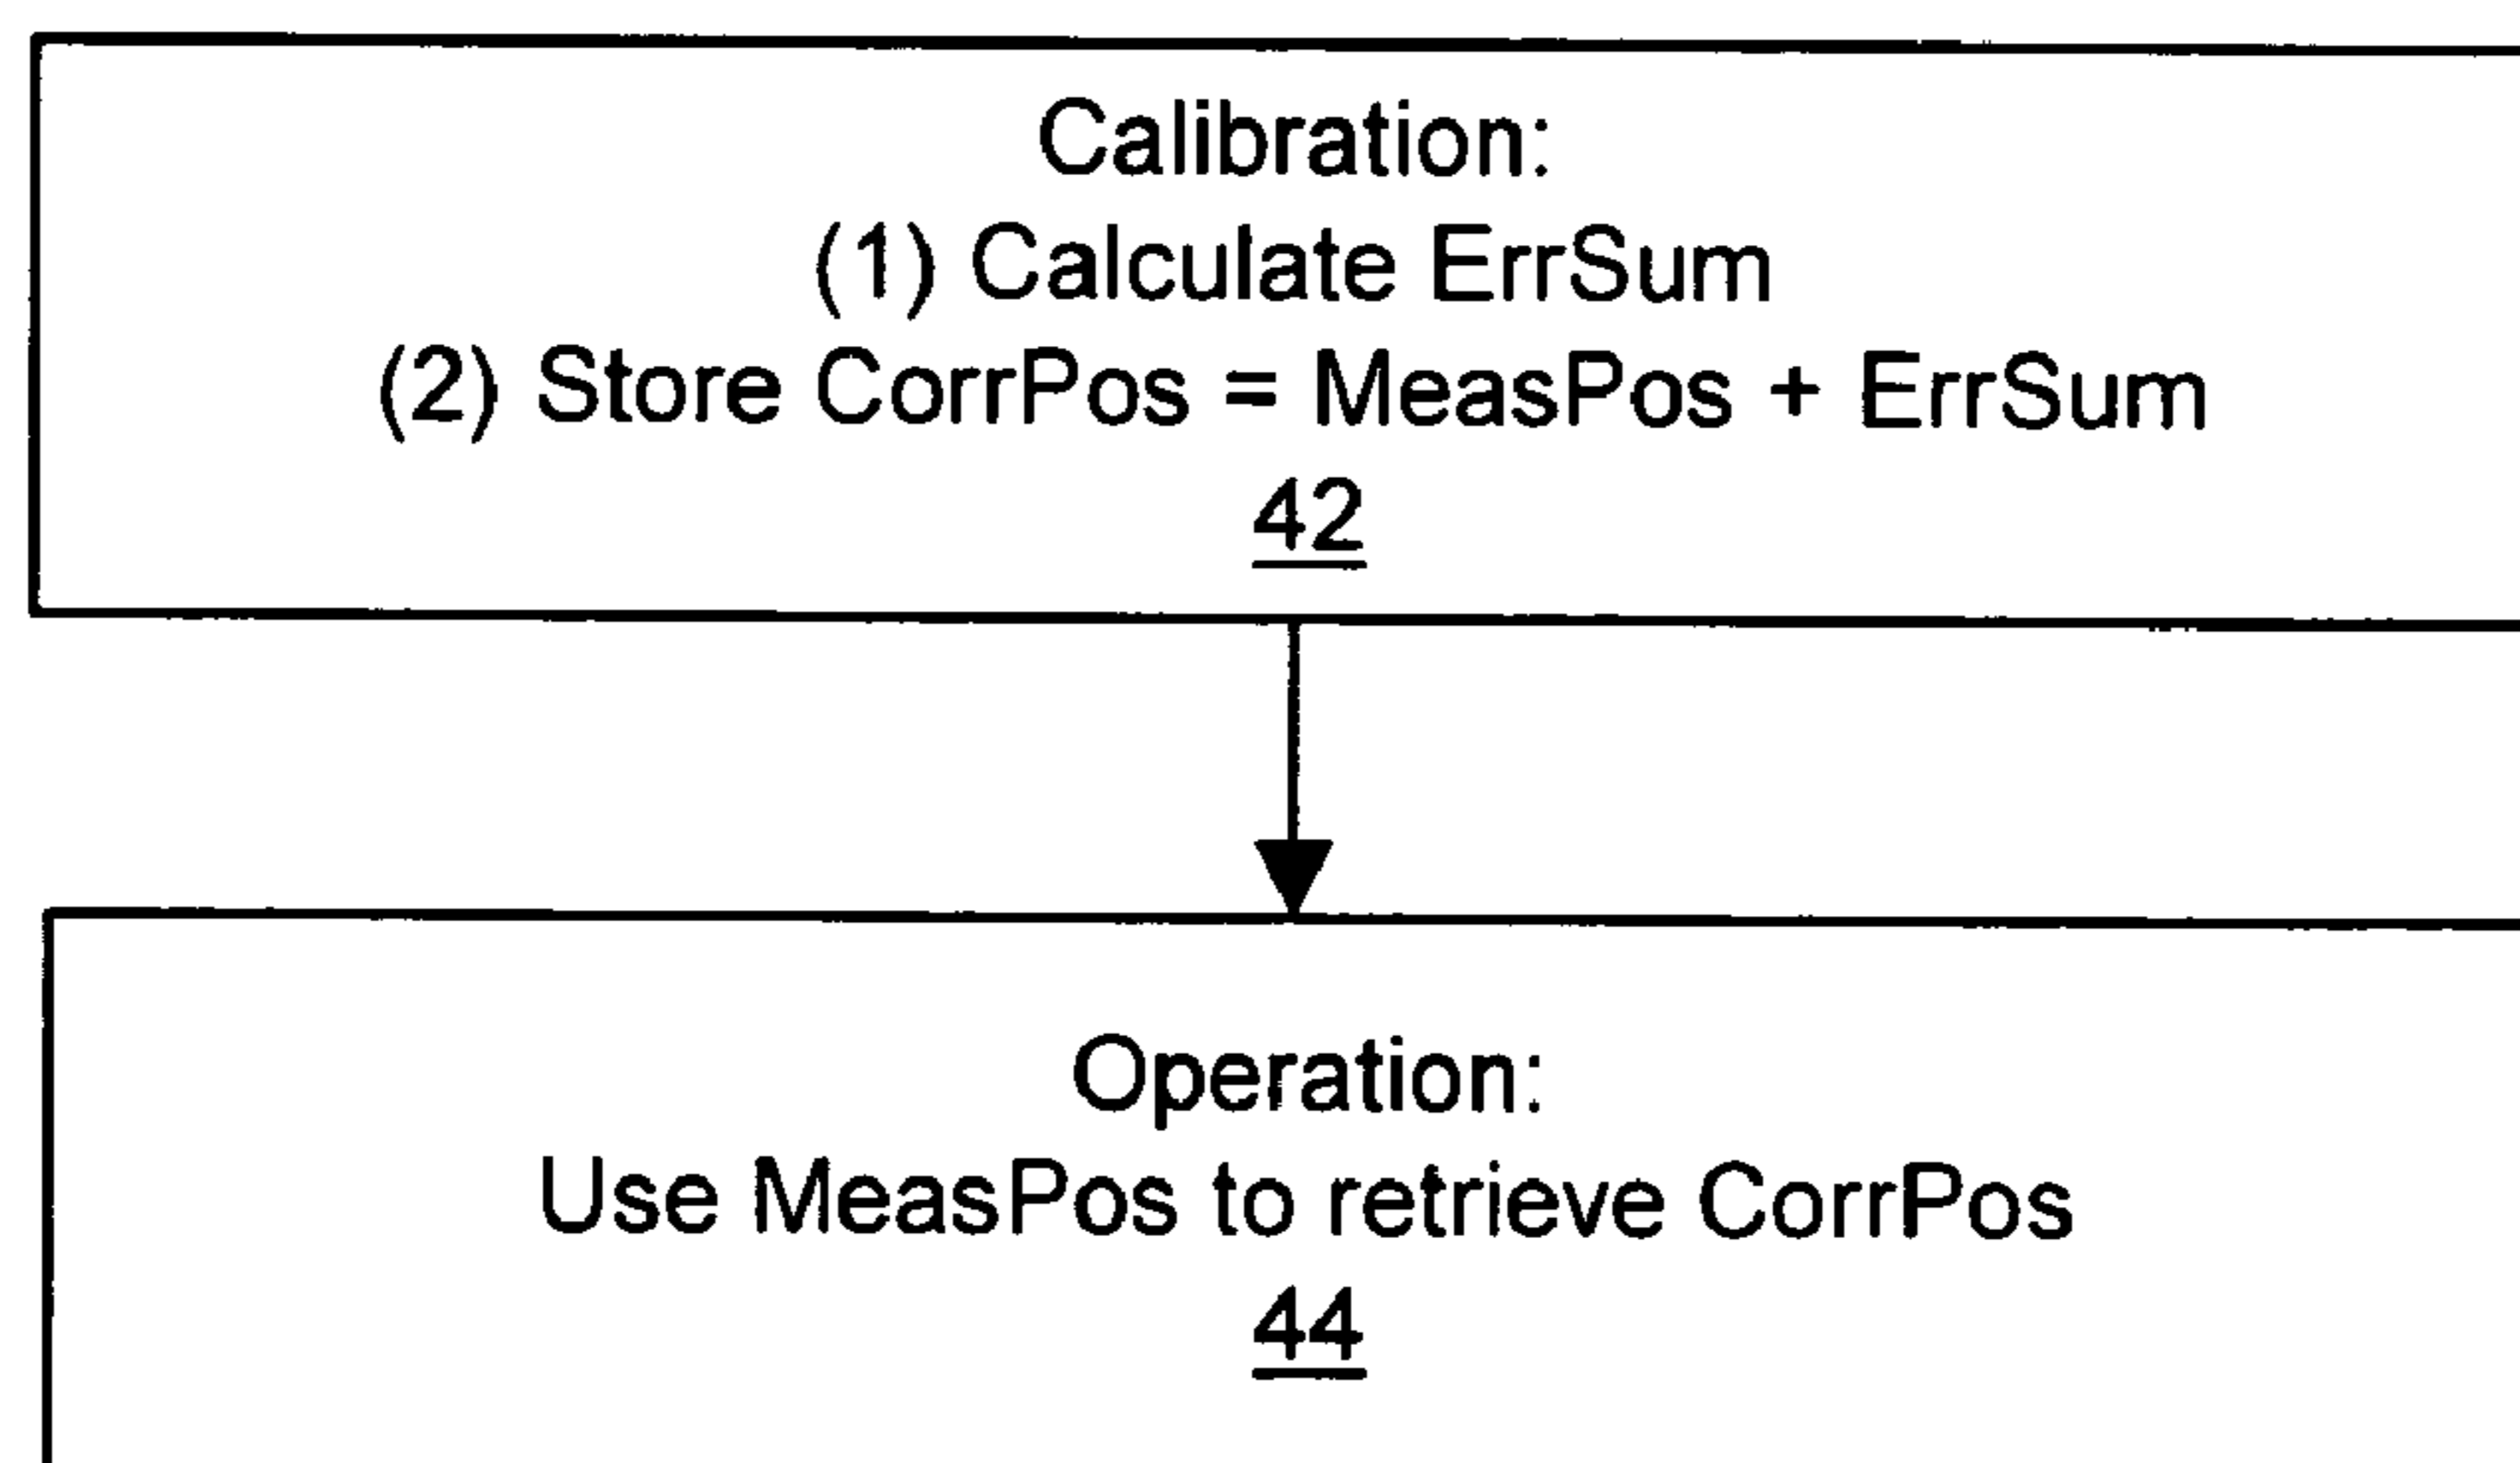 Calibration:
(1) Calculate ErrSum
(2) Store CorrPos = MeasPos + ErrSum
42
Operation:
Use MeasPos to retrieve CorrPos
44